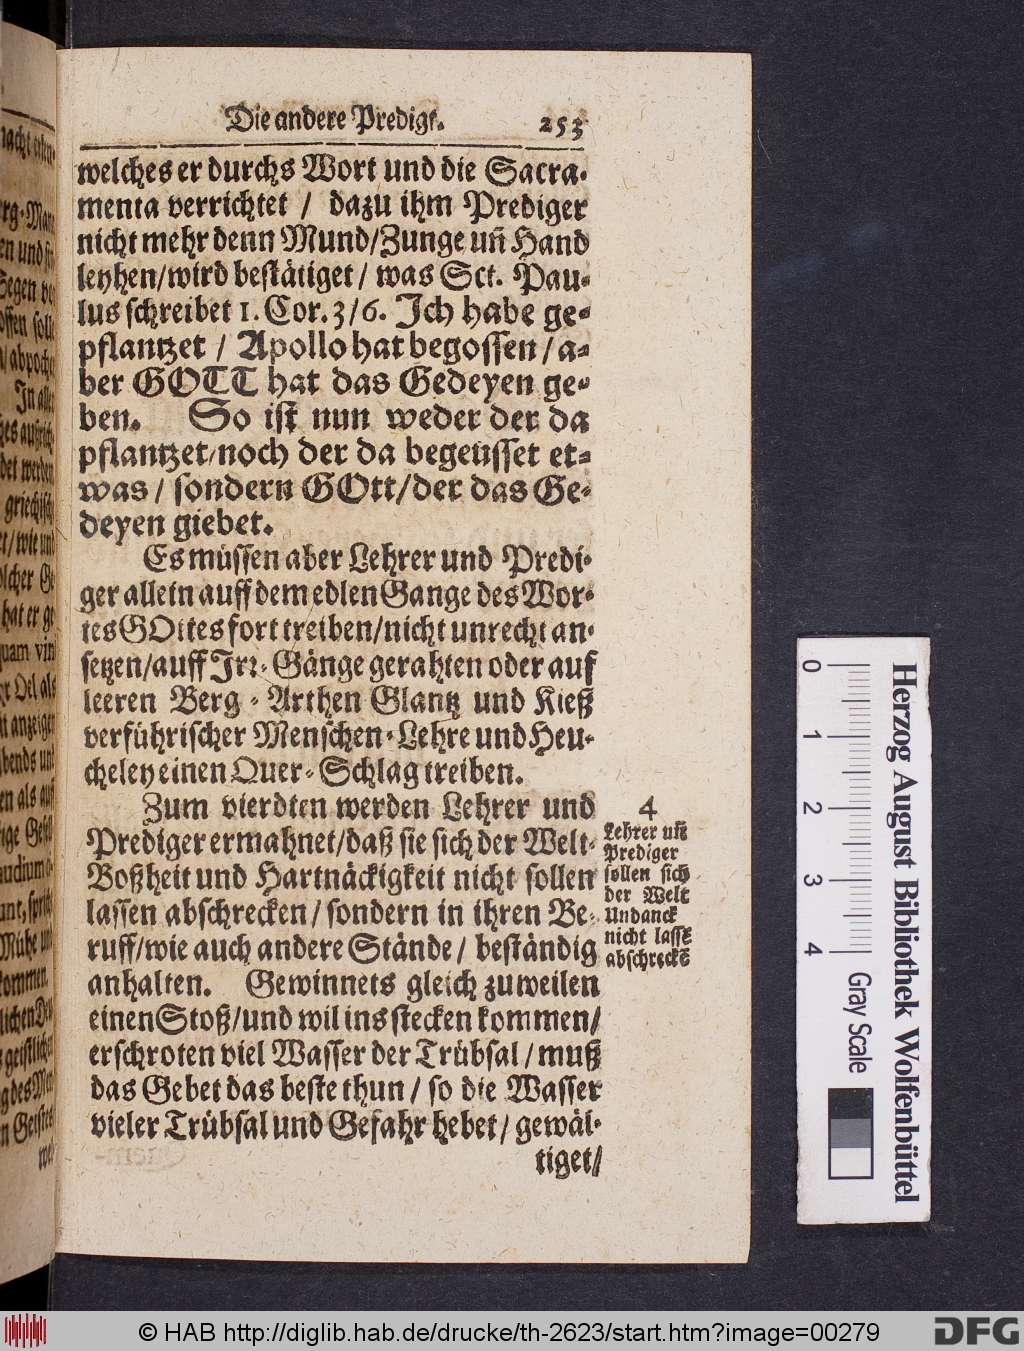 Die andere Predigt. 253
welches er durchs Wort und die Sacra-
menta verrichtet / dazu ihm Prediger
nicht mehr denn Mund/Zunge uñ Hand
leyhen/wird bestätiget / was Sct. Pau-
lus schreibet 1. Cor. 3/6. Ich habe ge-
pflantzet / Apollo hat begossen / a-
ber GOTT hat das Gedeyen ge-
ben. So ist nun weder der da
pflantzet/noch der da begeusset et-
was / sondern GOtt/der das Ge-
deyen giebet.
Es müssen aber Lehrer und Predi-
ger allein auff dem edlen Gange des Wor-
tes GOttes fort treiben/nicht unrecht an-
setzen/auff Irr-Gänge gerahten oder auf
leeren Berg-Arthen Glantz und Kieß
verführischer Menschen-Lehre und Heu-
cheley einen Quer-Schlag treiben.
Zum vierdten werden Lehrer und
Prediger ermahnet/daß sie sich der Welt-
Boßheit und Hartnäckigkeit nicht sollen
lassen abschrecken / sondern in ihren Be-
ruff/wie auch andere Stände / beständig
anhalten. Gewinnets gleich zuweilen
einen Stoß/und wil ins stecken kommen/
erschroten viel Wasser der Trübsal / muß
das Gebet das beste thun / so die Wasser
vieler Trübsal und Gefahr hebet / gewäl-
tiget/
4
Lehrer uñ
Prediger
sollen sich
der Welt
Undanck
nicht lassẽ
abschreckẽ
0 1 2 3 4
Herzog August Bibliothek Wolfenbüttel
Gray Scale
© HAB http://diglib.hab.de/drucke/th-2623/start.htm?image=00279
DFG